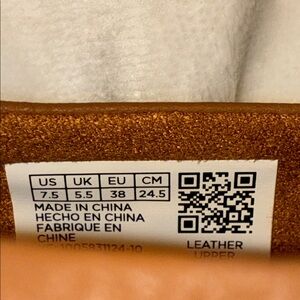 US UK EU CM
7.5 5.5 38 24.5
MADE IN CHINA
HECHO EN CHINA
FABRIQUE EN
CHINE
LEATHER
UPPER